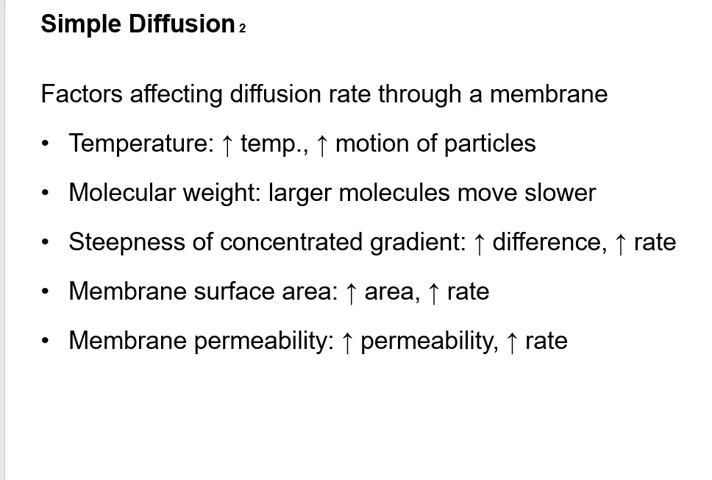 Simple Diffusion 2
Factors affecting diffusion rate through a membrane
• Temperature: ↑ temp., ↑ motion of particles
• Molecular weight: larger molecules move slower
• Steepness of concentrated gradient: ↑ difference, ↑ rate
• Membrane surface area: ↑ area, ↑ rate
• Membrane permeability: ↑ permeability, ↑ rate